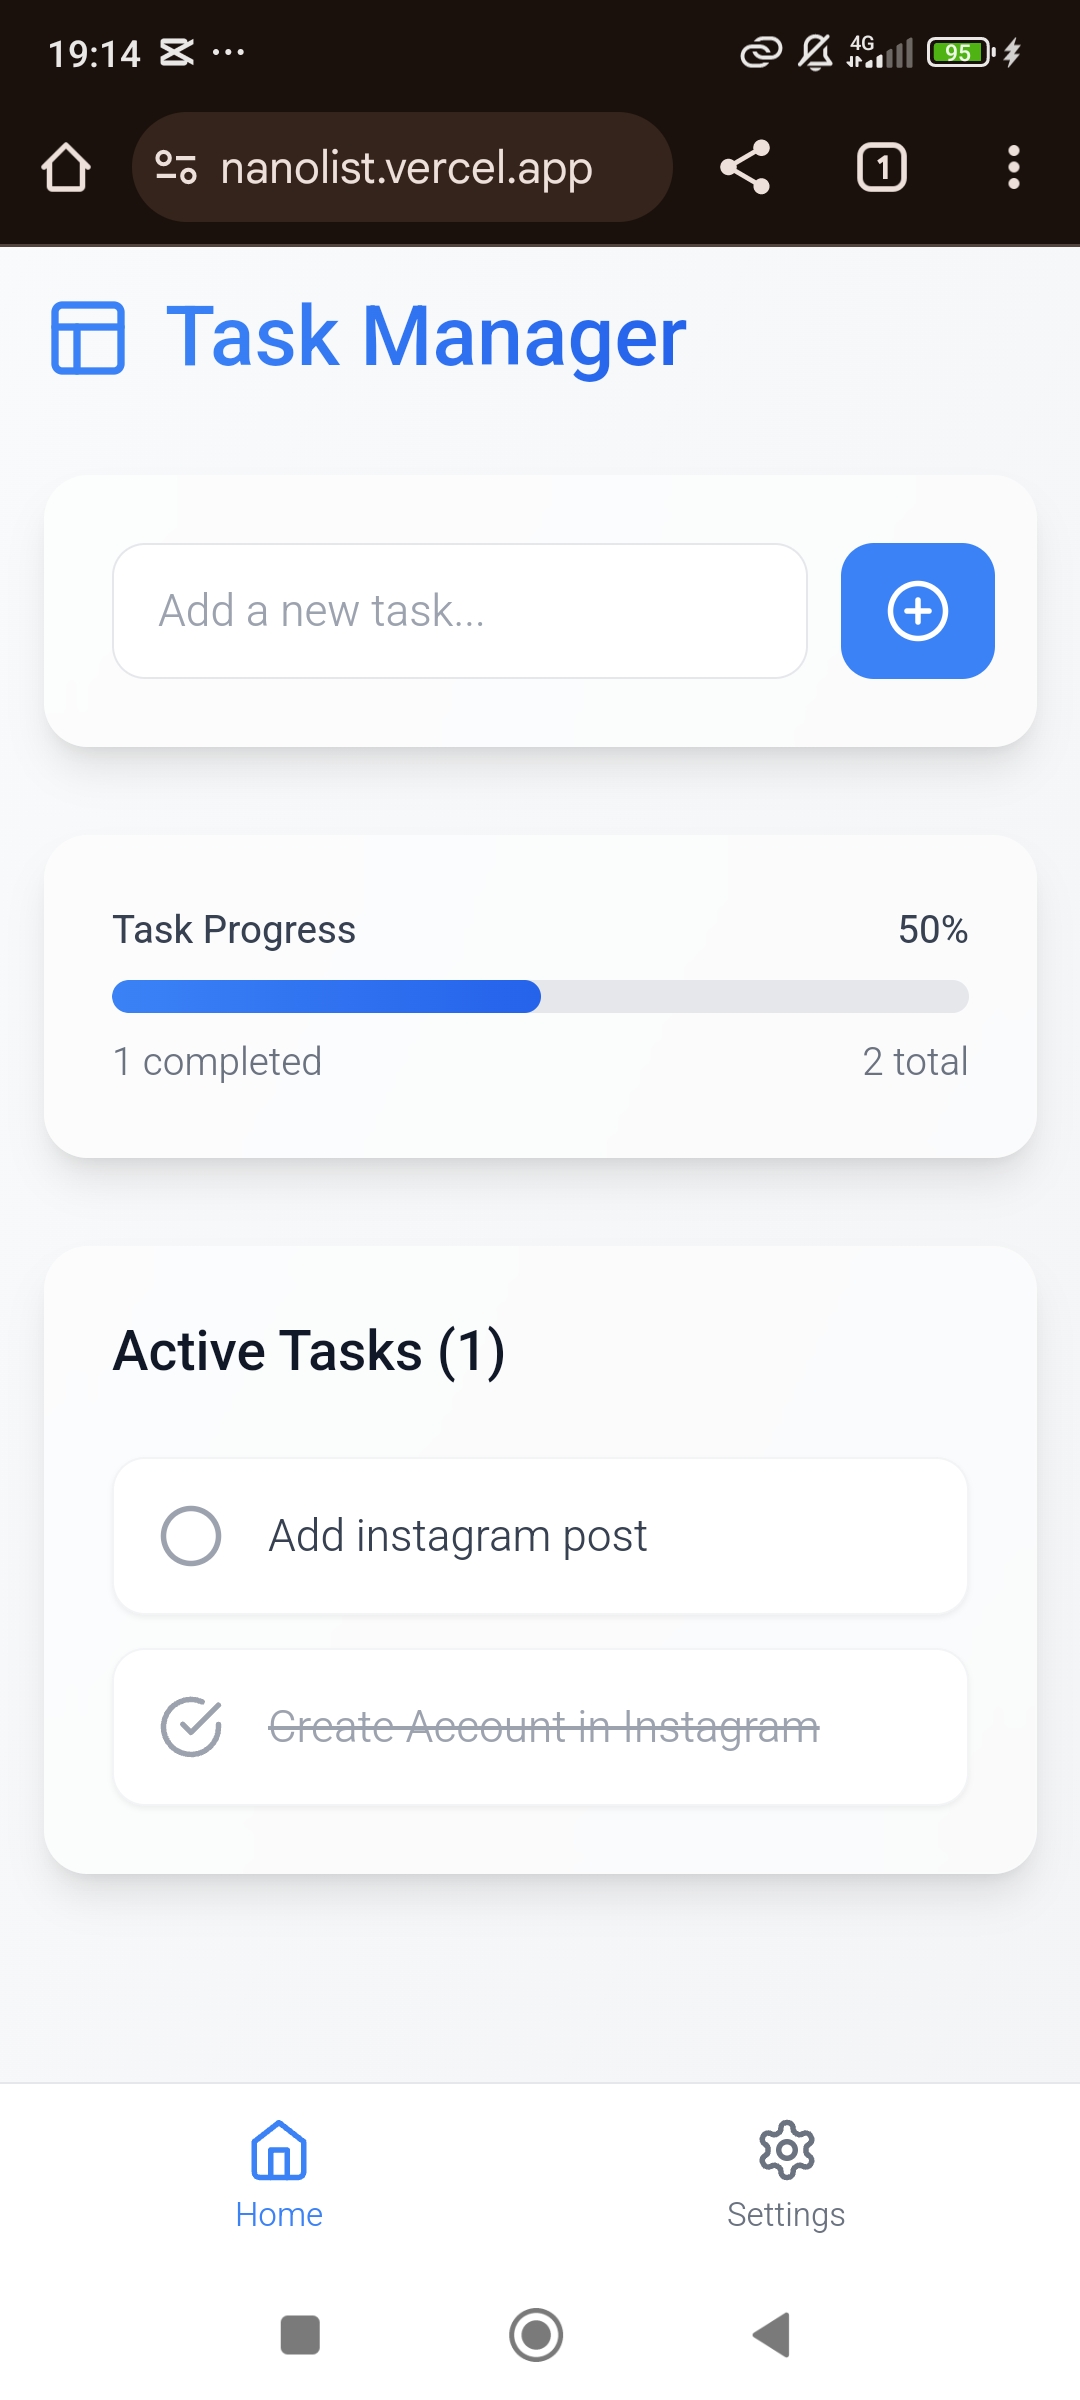 19:14
4G
95
nanolist.vercel.app
1
Task Manager
Add a new task...
Task Progress 50%
1 completed 2 total
Active Tasks (1)
Add instagram post
Create Account in Instagram
Home Settings